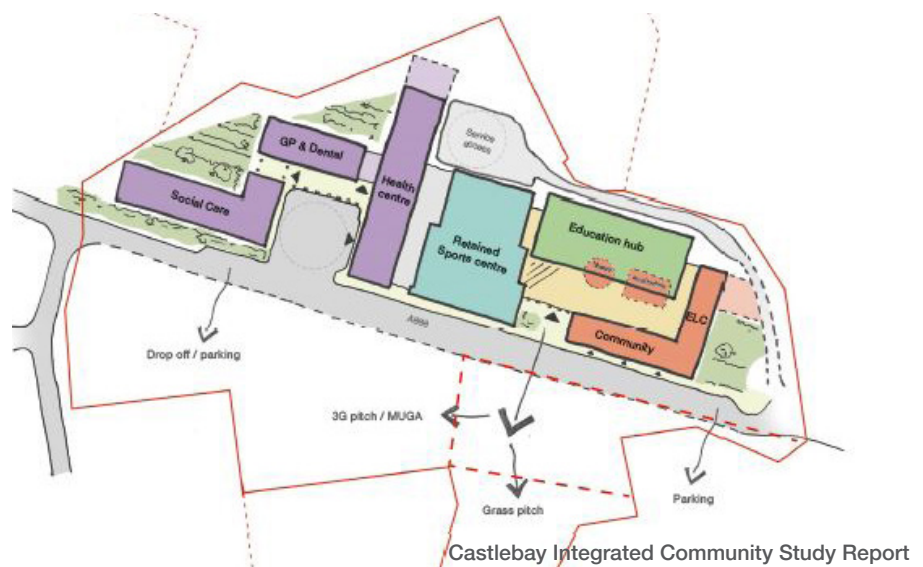 GP & Dental
Service
access
Health
centre
Social Care
Education hub
Retained
Sports centre
ELC
Community
Drop off / parking
3G pitch / MUGA
Grass pitch
Parking
Castlebay Integrated Community Study Report